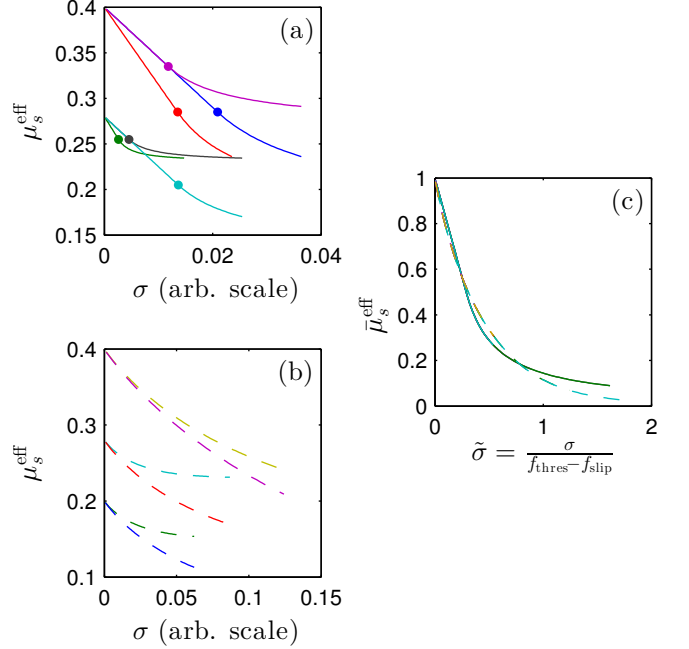 (a)
0.4
0.3
0.25
0.2
0.15
μ_s^eff
0 0.02 0.04
σ (arb. scale)
(b)
0.4
0.3
0.2
0.1
μ_s^eff
0 0.05 0.1 0.15
σ (arb. scale)
(c)
1
0.8
0.6
0.4
0.2
0
μ̄_s^eff
0 1 2
σ̃ = σ / (f_thres − f_slip)